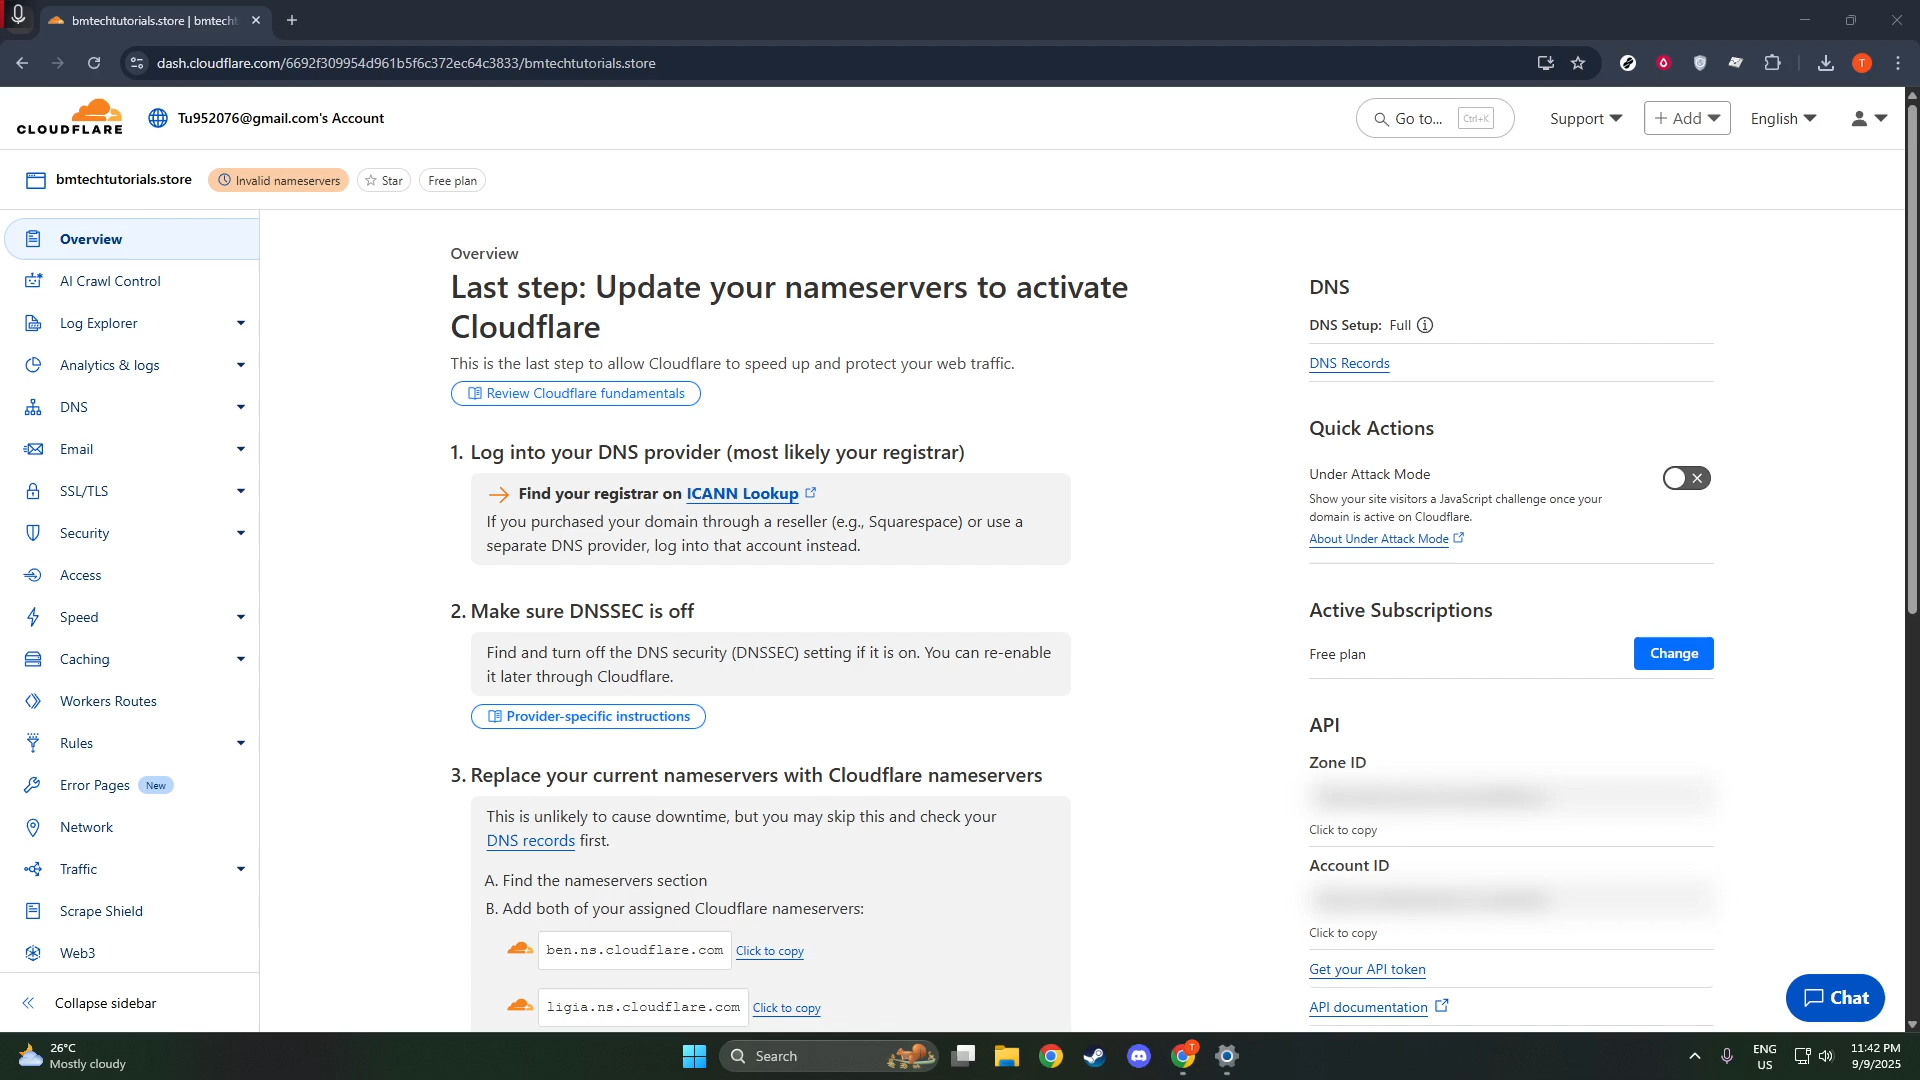 bmtechtutorials.store | bmtech
dash.cloudflare.com/6692f309954d961b5f6c372ec64c3833/bmtechtutorials.store
T
CLOUDFLARE
Tu952076@gmail.com's Account
Go to...
Ctrl+K
Support
Add
English
bmtechtutorials.store
Invalid nameservers
Star
Free plan
Overview
AI Crawl Control
Log Explorer
Analytics & logs
DNS
Email
SSL/TLS
Security
Access
Speed
Caching
Workers Routes
Rules
Error Pages
New
Network
Traffic
Scrape Shield
Web3
Collapse sidebar
Overview
Last step: Update your nameservers to activate
Cloudflare
This is the last step to allow Cloudflare to speed up and protect your web traffic.
Review Cloudflare fundamentals
1. Log into your DNS provider (most likely your registrar)
Find your registrar on ICANN Lookup
If you purchased your domain through a reseller (e.g., Squarespace) or use a
separate DNS provider, log into that account instead.
2. Make sure DNSSEC is off
Find and turn off the DNS security (DNSSEC) setting if it is on. You can re-enable
it later through Cloudflare.
Provider-specific instructions
3. Replace your current nameservers with Cloudflare nameservers
This is unlikely to cause downtime, but you may skip this and check your
DNS records first.
A. Find the nameservers section
B. Add both of your assigned Cloudflare nameservers:
ben.ns.cloudflare.com
Click to copy
ligia.ns.cloudflare.com
Click to copy
DNS
DNS Setup: Full
DNS Records
Quick Actions
Under Attack Mode
Show your site visitors a JavaScript challenge once your
domain is active on Cloudflare.
About Under Attack Mode
Active Subscriptions
Free plan
Change
API
Zone ID
Click to copy
Account ID
Click to copy
Get your API token
API documentation
Chat
26°C
Mostly cloudy
Search
T
ENG
US
11:42 PM
9/9/2025